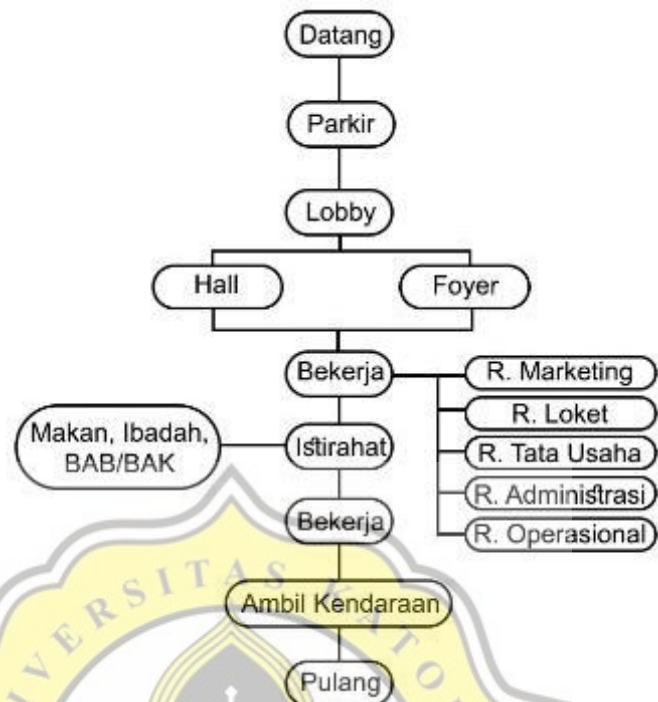 Datang
Parkir
Lobby
Hall
Foyer
Bekerja
R. Marketing
R. Loket
R. Tata Usaha
R. Administrasi
R. Operasional
Makan, Ibadah,
BAB/BAK
Istirahat
Bekerja
Ambil Kendaraan
Pulang